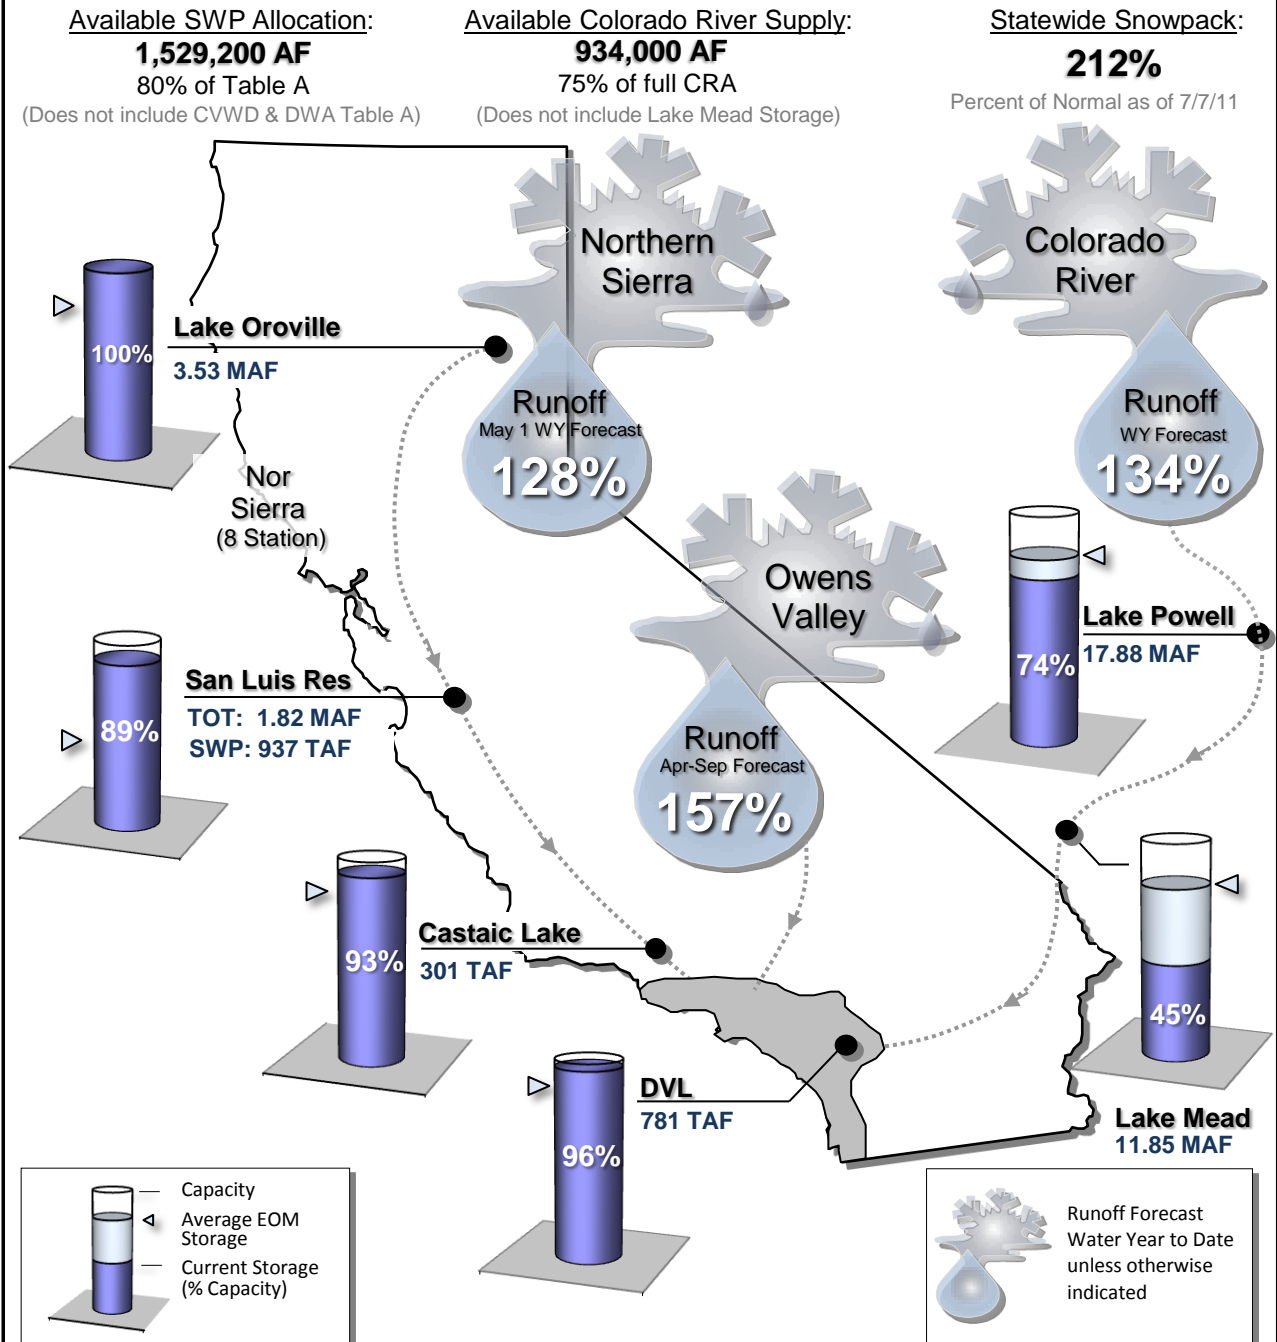 Available SWP Allocation:
1,529,200 AF
80% of Table A
(Does not include CVWD & DWA Table A)
Available Colorado River Supply:
934,000 AF
75% of full CRA
(Does not include Lake Mead Storage)
Statewide Snowpack:
212%
Percent of Normal as of 7/7/11
Northern
Sierra
Colorado
River
100%
Lake Oroville
3.53 MAF
Runoff
May 1 WY Forecast
128%
Runoff
WY Forecast
134%
Nor
Sierra
(8 Station)
Owens
Valley
Lake Powell
17.88 MAF
74%
San Luis Res
TOT: 1.82 MAF
SWP: 937 TAF
89%
Runoff
Apr-Sep Forecast
157%
Castaic Lake
301 TAF
93%
45%
DVL
781 TAF
96%
Lake Mead
11.85 MAF
Capacity
Average EOM
Storage
Current Storage
(% Capacity)
Runoff Forecast
Water Year to Date
unless otherwise
indicated